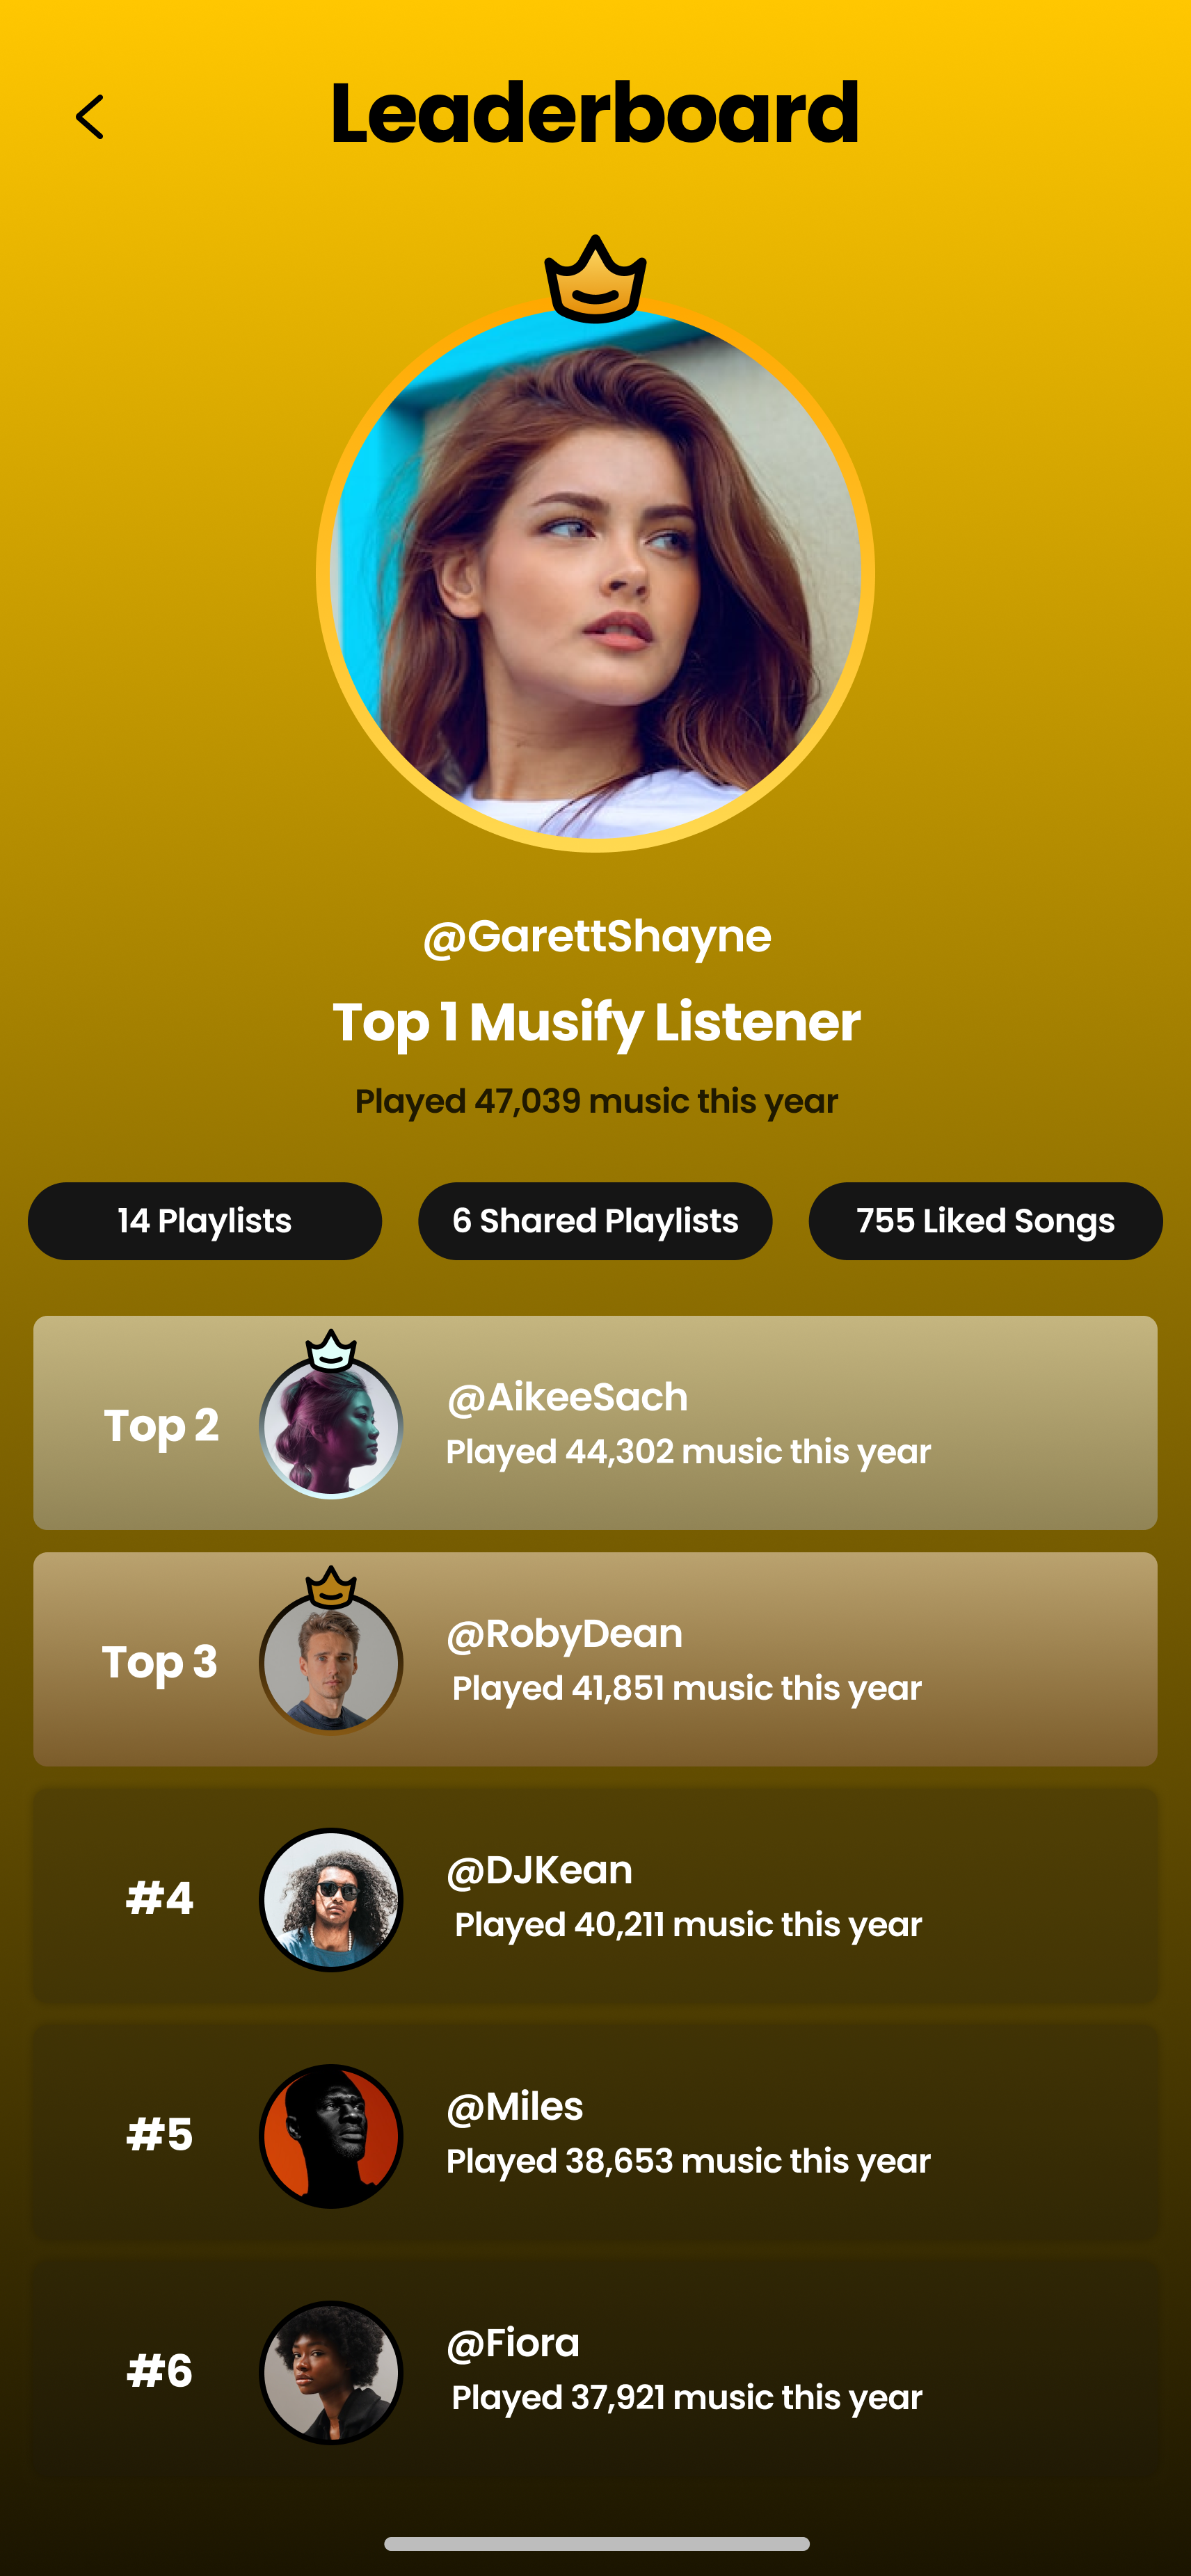 Leaderboard
@GarettShayne
Top 1 Musify Listener
Played 47,039 music this year
14 Playlists
6 Shared Playlists
755 Liked Songs
Top 2
@AikeeSach
Played 44,302 music this year
Top 3
@RobyDean
Played 41,851 music this year
#4
@DJKean
Played 40,211 music this year
#5
@Miles
Played 38,653 music this year
#6
@Fiora
Played 37,921 music this year